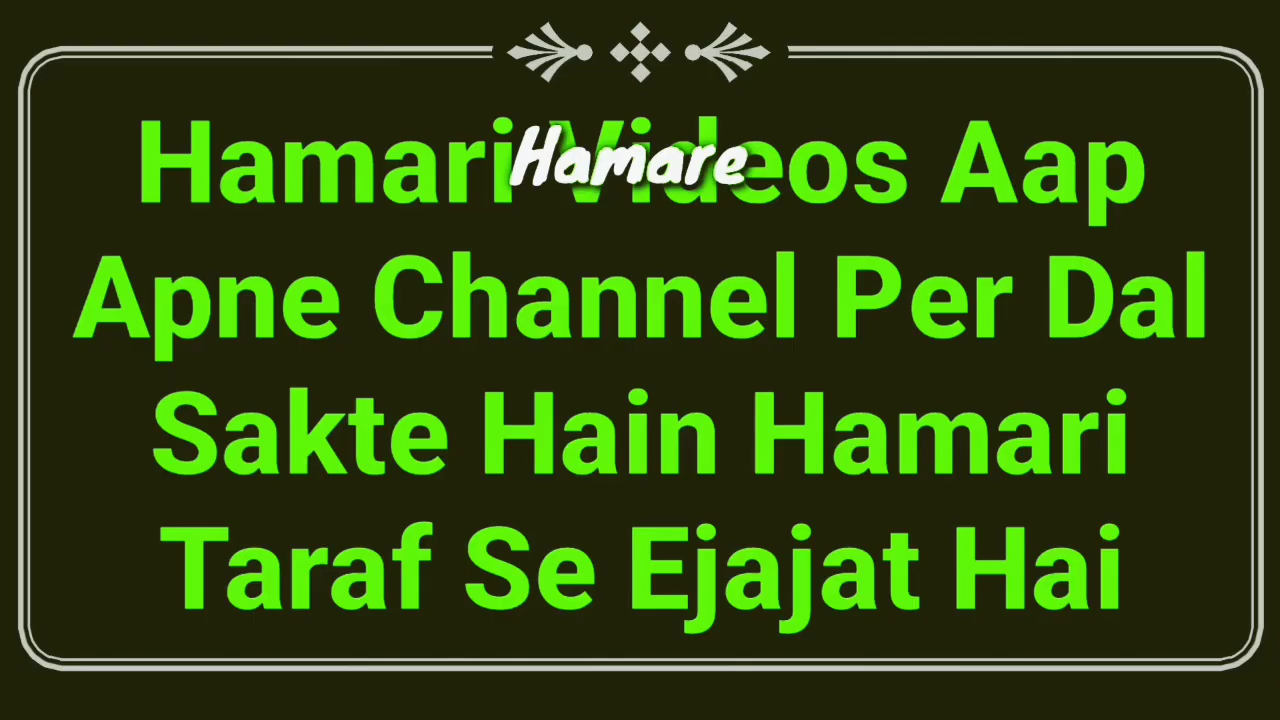 Hamari Videos Aap
Hamare
Apne Channel Per Dal
Sakte Hain Hamari
Taraf Se Ejajat Hai